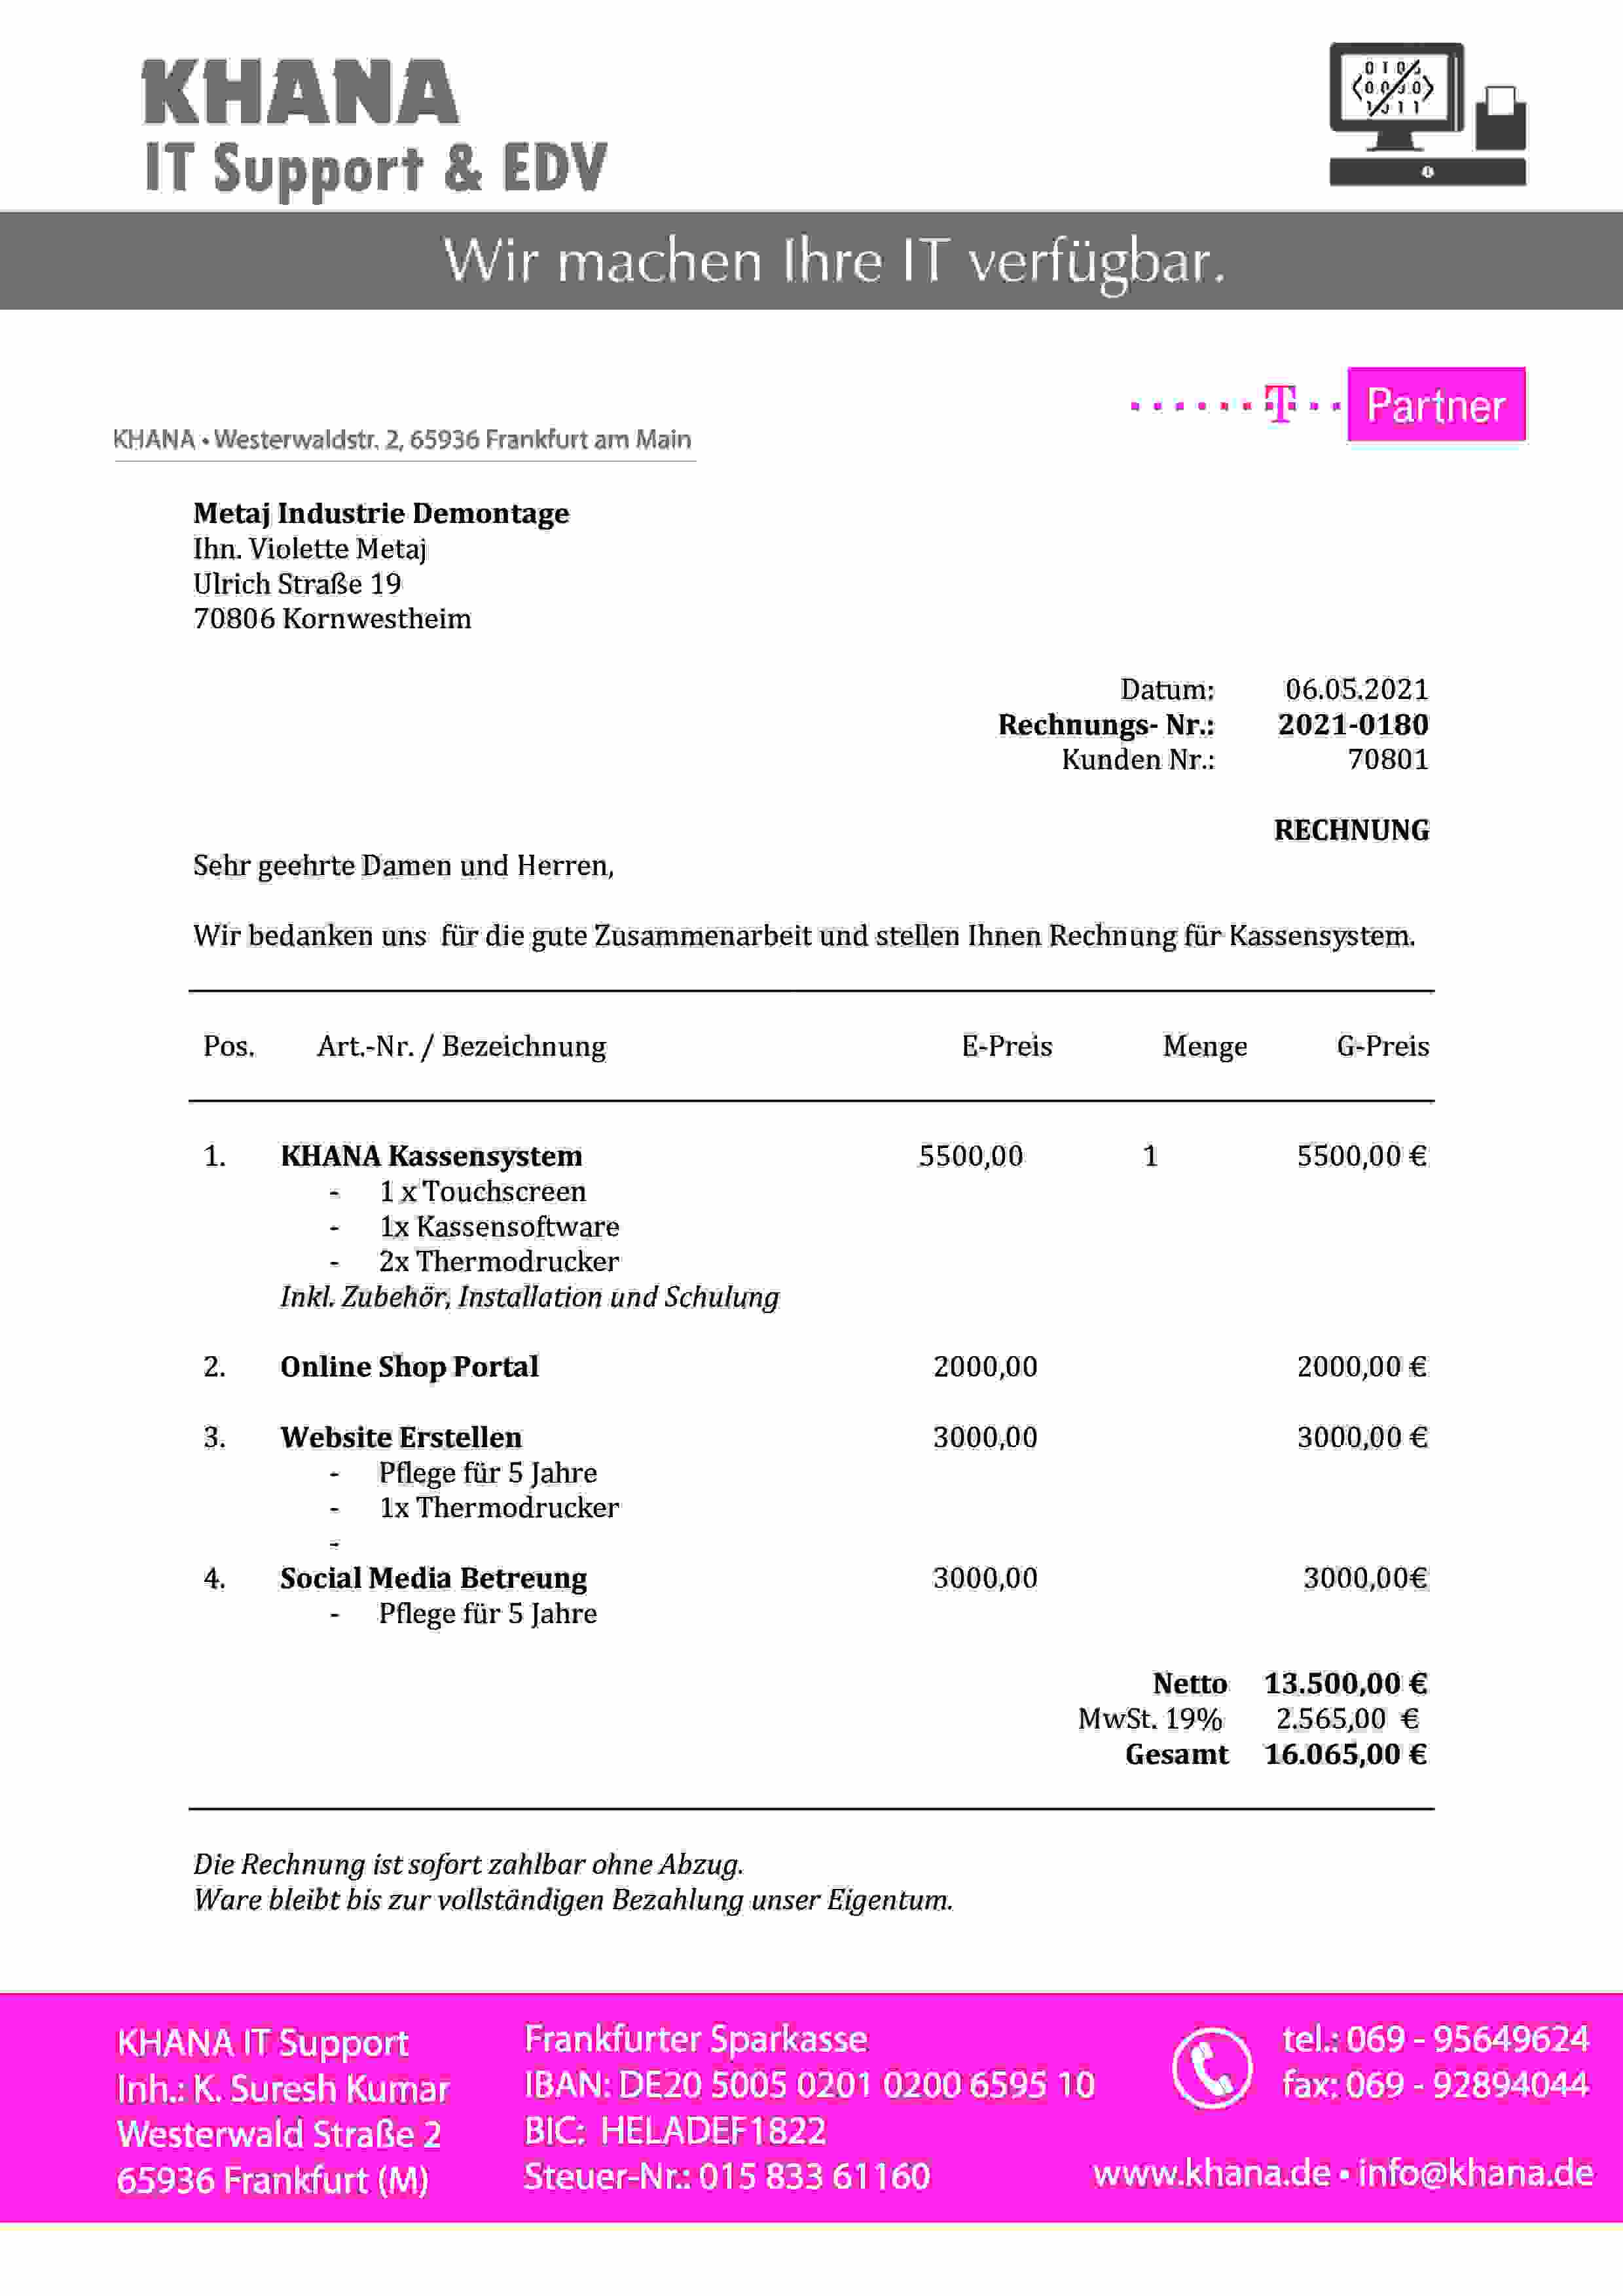 KHANA
IT Support & EDV
Wir machen Ihre IT verfügbar.
T Partner
KHANA • Westerwaldstr. 2, 65936 Frankfurt am Main
Metaj Industrie Demontage
Ihn. Violette Metaj
Ulrich Straße 19
70806 Kornwestheim
Datum: 06.05.2021
Rechnungs- Nr.: 2021-0180
Kunden Nr.: 70801
RECHNUNG
Sehr geehrte Damen und Herren,
Wir bedanken uns für die gute Zusammenarbeit und stellen Ihnen Rechnung für Kassensystem.
Pos. Art.-Nr. / Bezeichnung E-Preis Menge G-Preis
1. KHANA Kassensystem 5500,00 1 5500,00 €
- 1 x Touchscreen
- 1x Kassensoftware
- 2x Thermodrucker
Inkl. Zubehör, Installation und Schulung
2. Online Shop Portal 2000,00 2000,00 €
3. Website Erstellen 3000,00 3000,00 €
- Pflege für 5 Jahre
- 1x Thermodrucker
-
4. Social Media Betreung 3000,00 3000,00€
- Pflege für 5 Jahre
Netto 13.500,00 €
MwSt. 19% 2.565,00 €
Gesamt 16.065,00 €
Die Rechnung ist sofort zahlbar ohne Abzug.
Ware bleibt bis zur vollständigen Bezahlung unser Eigentum.
KHANA IT Support
Inh.: K. Suresh Kumar
Westerwald Straße 2
65936 Frankfurt (M)
Frankfurter Sparkasse
IBAN: DE20 5005 0201 0200 6595 10
BIC: HELADEF1822
Steuer-Nr.: 015 833 61160
tel.: 069 - 95649624
fax: 069 - 92894044
www.khana.de • info@khana.de